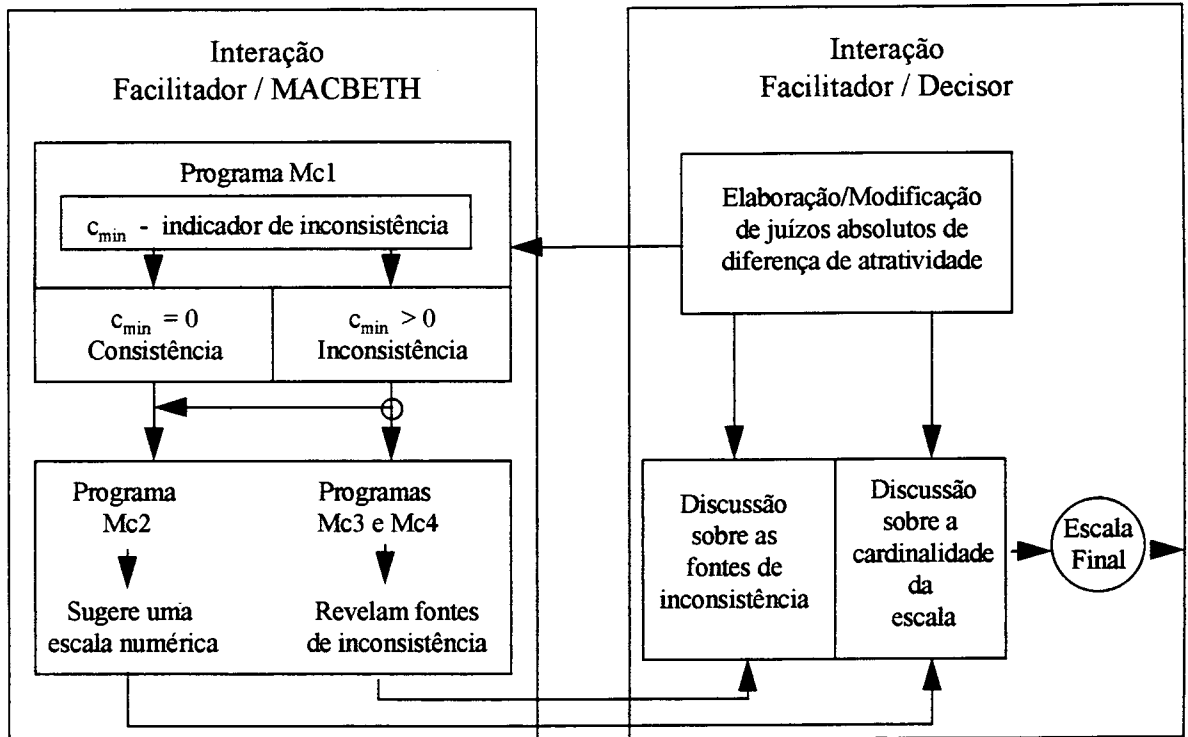 Interação
Facilitador / MACBETH
Programa Mc1
c_min - indicador de inconsistência
c_min = 0
Consistência
c_min > 0
Inconsistência
Programa
Mc2
Sugere uma
escala numérica
Programas
Mc3 e Mc4
Revelam fontes
de inconsistência
Interação
Facilitador / Decisor
Elaboração/Modificação
de juízos absolutos de
diferença de atratividade
Discussão
sobre as
fontes de
inconsistência
Discussão
sobre a
cardinalidade
da
escala
Escala
Final